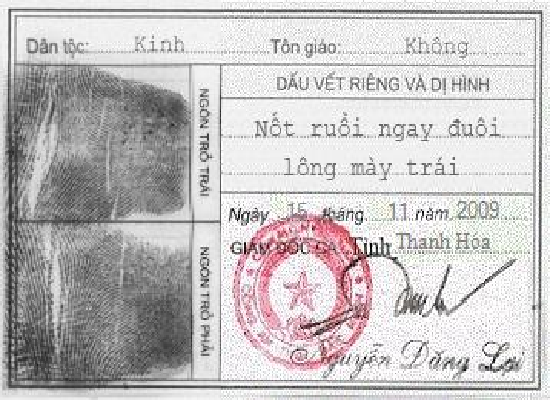 Dân tộc: Kinh Tôn giáo: Không
DẤU VẾT RIÊNG VÀ DỊ HÌNH
Nốt ruồi ngay đuôi
lông mày trái
NGÓN TRỎ TRÁI
NGÓN TRỎ PHẢI
Ngày 15 tháng 11 năm 2009
GIÁM ĐỐC CA Tỉnh Thanh Hóa
Nguyễn Đăng Lợi